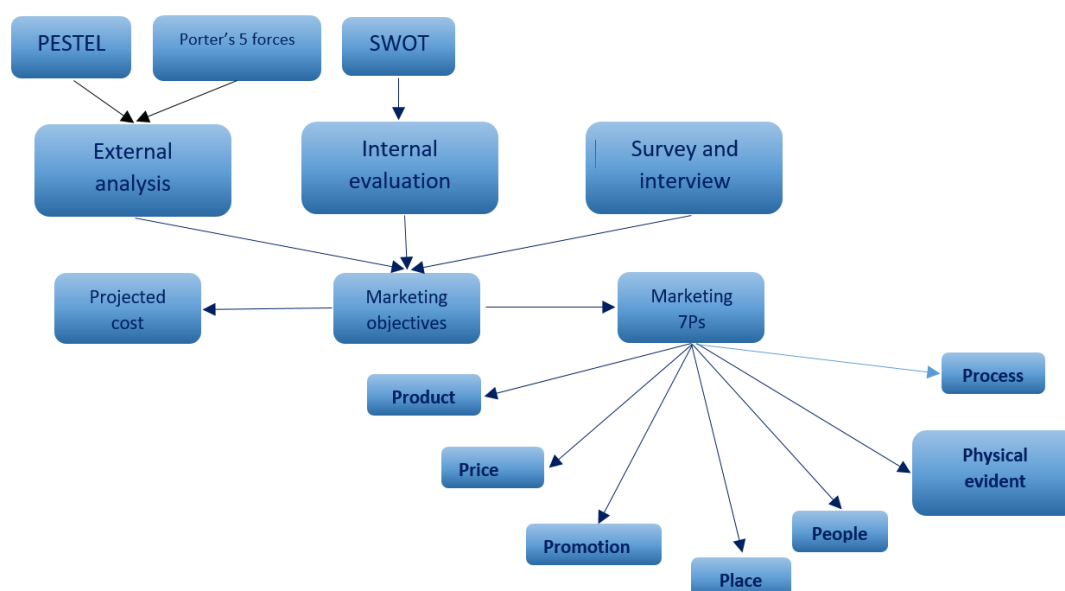 PESTEL
Porter's 5 forces
SWOT
External
analysis
Internal
evaluation
Survey and
interview
Projected
cost
Marketing
objectives
Marketing
7Ps
Process
Product
Physical
evident
Price
People
Promotion
Place